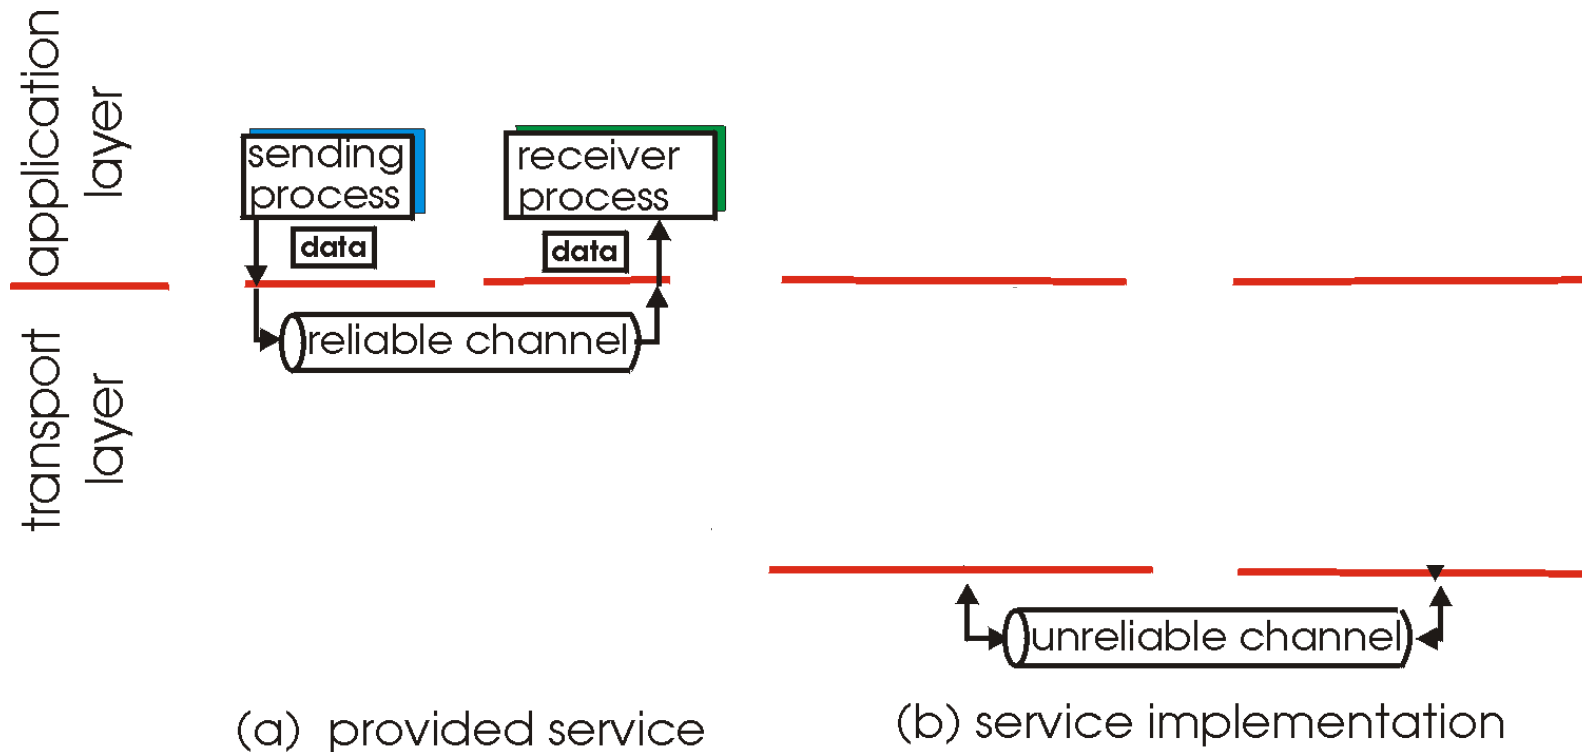 application
layer
transport
layer
sending
process
receiver
process
data
data
reliable channel
unreliable channel
(a) provided service
(b) service implementation